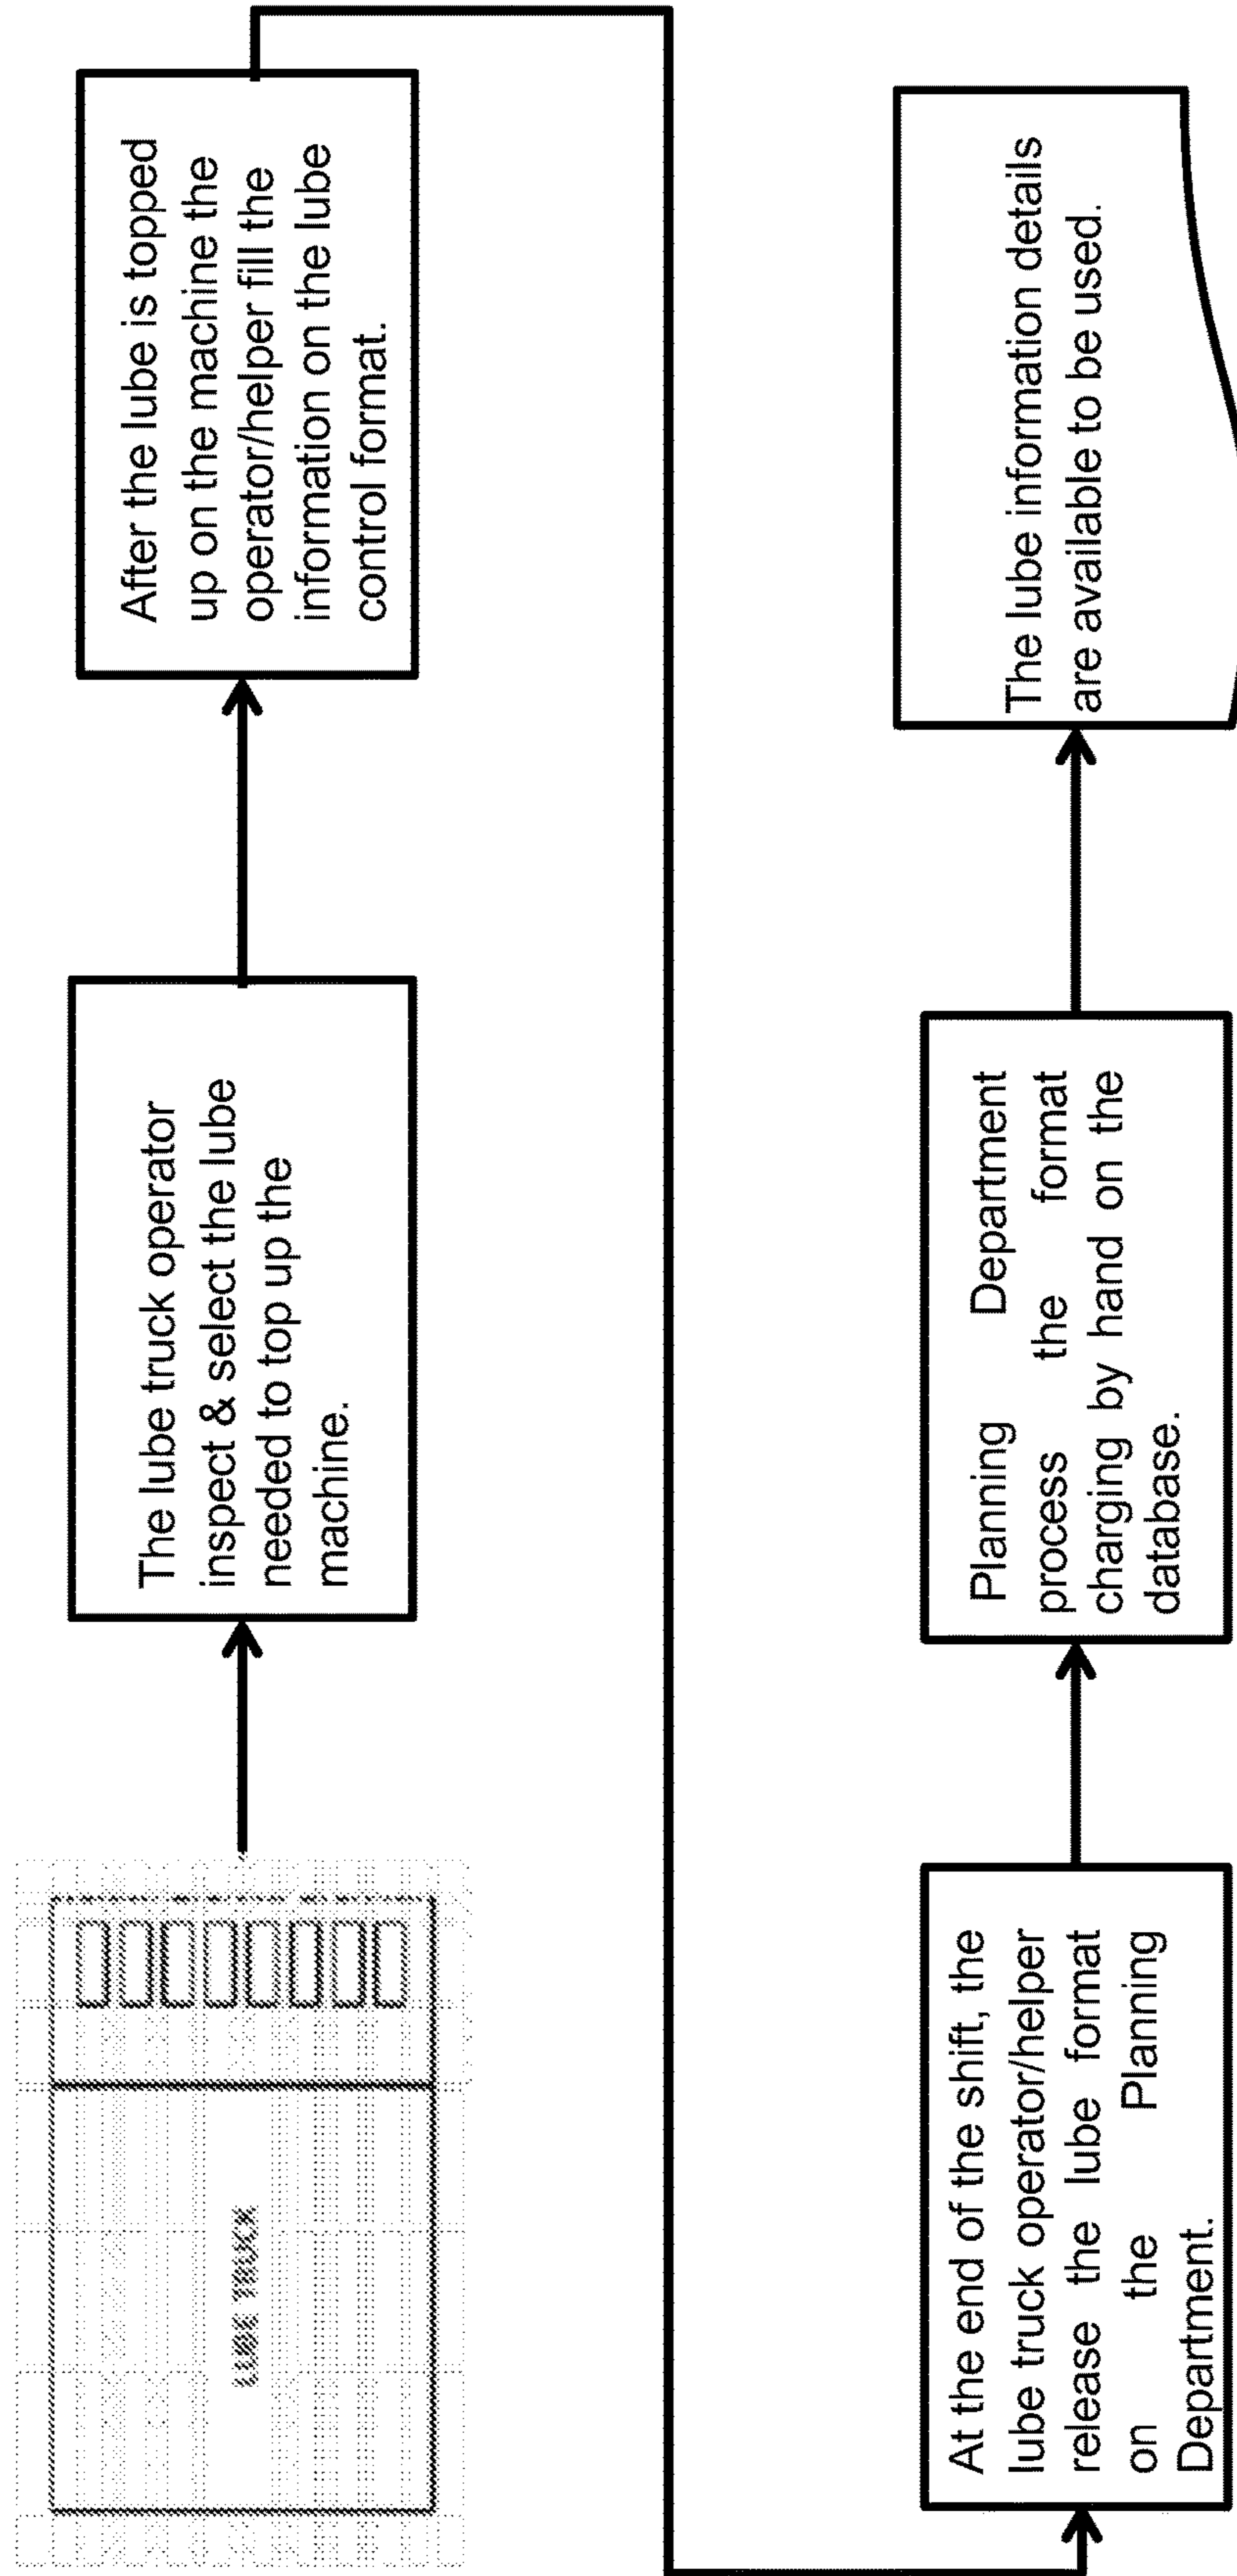 LUBE TRUCK
The lube truck operator
inspect & select the lube
needed to top up the
machine.
After the lube is topped
up on the machine the
operator/helper fill the
information on the lube
control format.
At the end of the shift, the
lube truck operator/helper
release the lube format
on the Planning
Department.
Planning Department
process the format
charging by hand on the
database.
The lube information details
are available to be used.